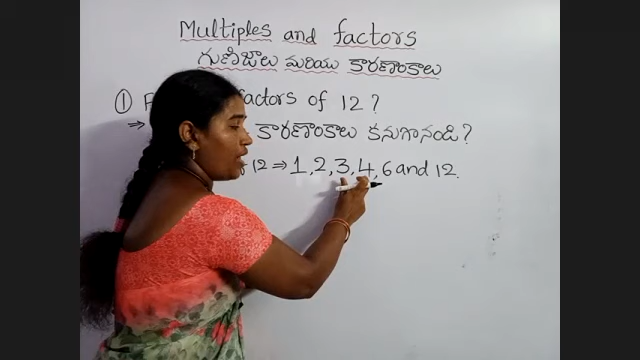 Multiples and factors
గుణిజాలు మరియు కారణాంకాలు
① F factors of 12 ?
⇒ కారణాంకాలు కనుగొనండి ?
12 ⇒ 1, 2, 3, 4, 6 and 12.